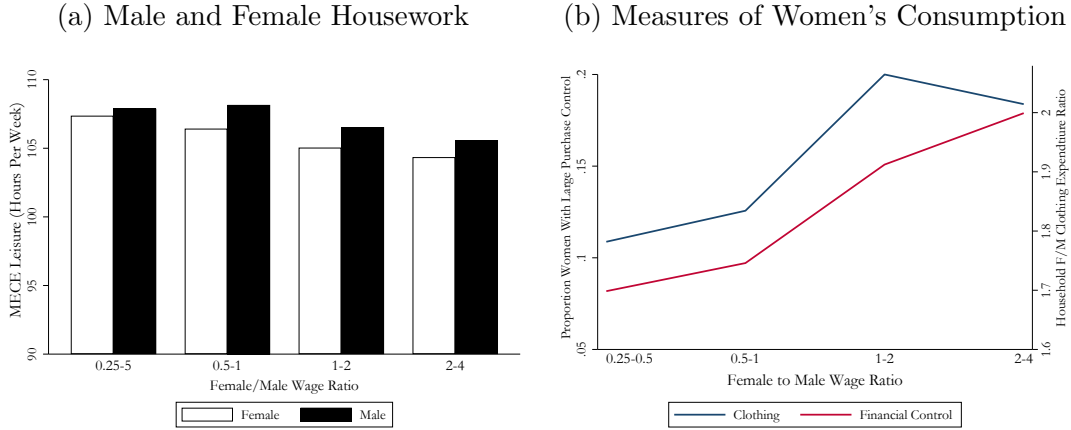 (a) Male and Female Housework
(b) Measures of Women's Consumption
MECE Leisure (Hours Per Week)
110
105
100
95
90
0.25-5
0.5-1
1-2
2-4
Female/Male Wage Ratio
Female
Male
Proportion Women With Large Purchase Control
.2
.15
.1
.05
Household F/M Clothing Expenditure Ratio
2
1.9
1.8
1.7
1.6
0.25-0.5
0.5-1
1-2
2-4
Female to Male Wage Ratio
Clothing
Financial Control